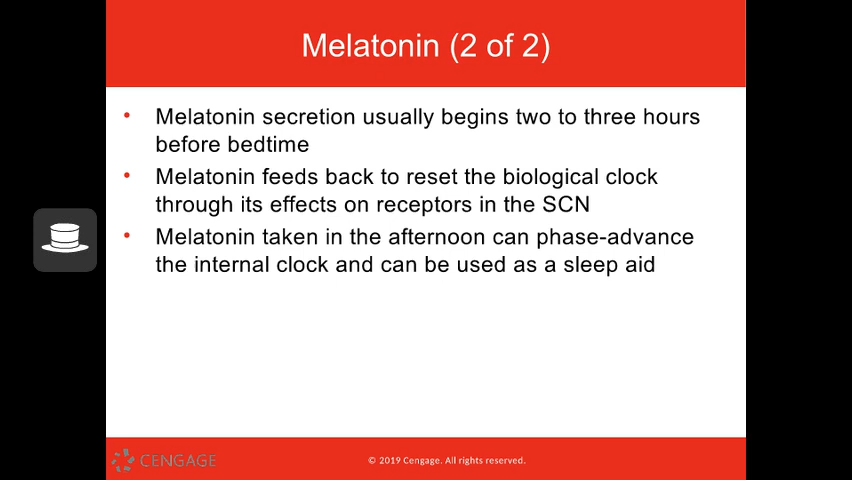 Melatonin (2 of 2)
• Melatonin secretion usually begins two to three hours
before bedtime
• Melatonin feeds back to reset the biological clock
through its effects on receptors in the SCN
• Melatonin taken in the afternoon can phase-advance
the internal clock and can be used as a sleep aid
CENGAGE
© 2019 Cengage. All rights reserved.